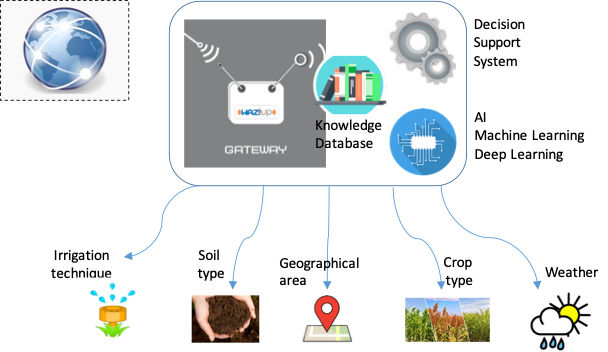 Decision
Support
System
WAZIUP
Knowledge
Database
GATEWAY
AI
Machine Learning
Deep Learning
Irrigation
technique
Soil
type
Geographical
area
Crop
type
Weather